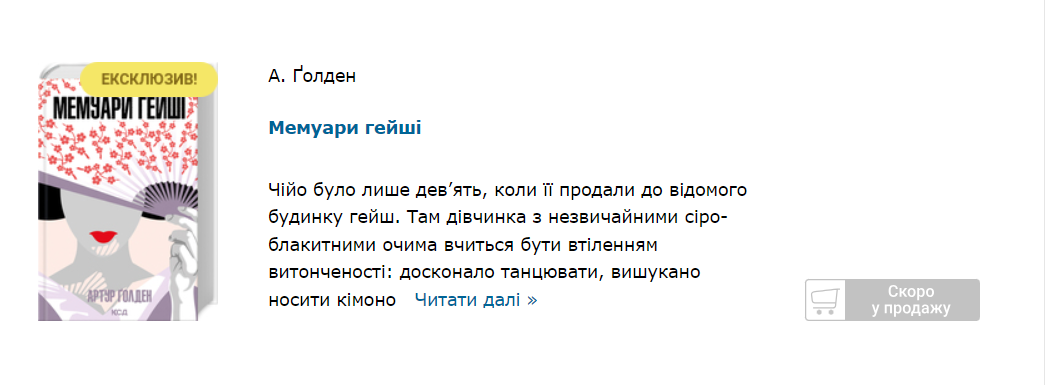 ЕКСКЛЮЗИВ!
МЕМУАРИ ГЕЙШІ
АРТУР ҐОЛДЕН
КСД
А. Ґолден
Мемуари гейші
Чійо було лише дев’ять, коли її продали до відомого
будинку гейш. Там дівчинка з незвичайними сіро-
блакитними очима вчиться бути втіленням
витонченості: досконало танцювати, вишукано
носити кімоно Читати далі »
Скоро
у продажу